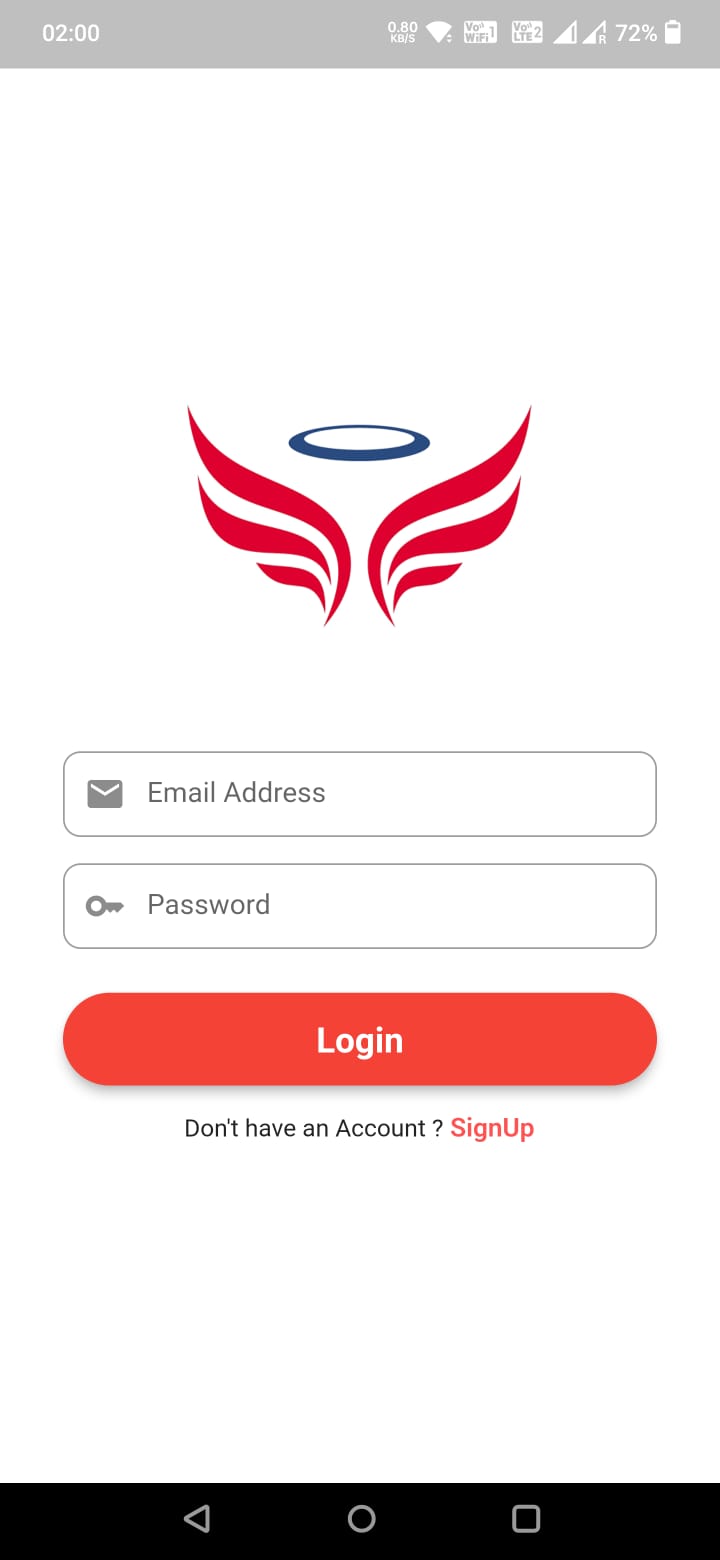 02:00 0.80 KB/S Vo WiFi 1 Vo LTE 2 R 72%
Email Address
Password
Login
Don't have an Account ? SignUp